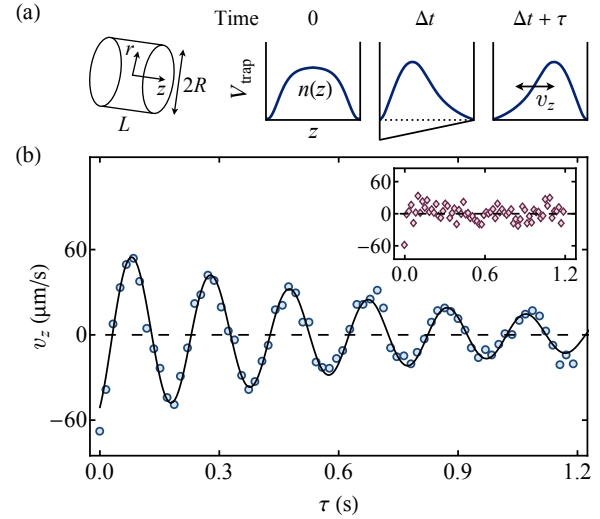 (a)
Time 0 Δt Δt + τ
r z 2R L
V_trap n(z) z v_z
(b)
60
0
−60
0.0 0.6 1.2
60
0
−60
v_z (μm/s)
0.0 0.3 0.6 0.9 1.2
τ (s)